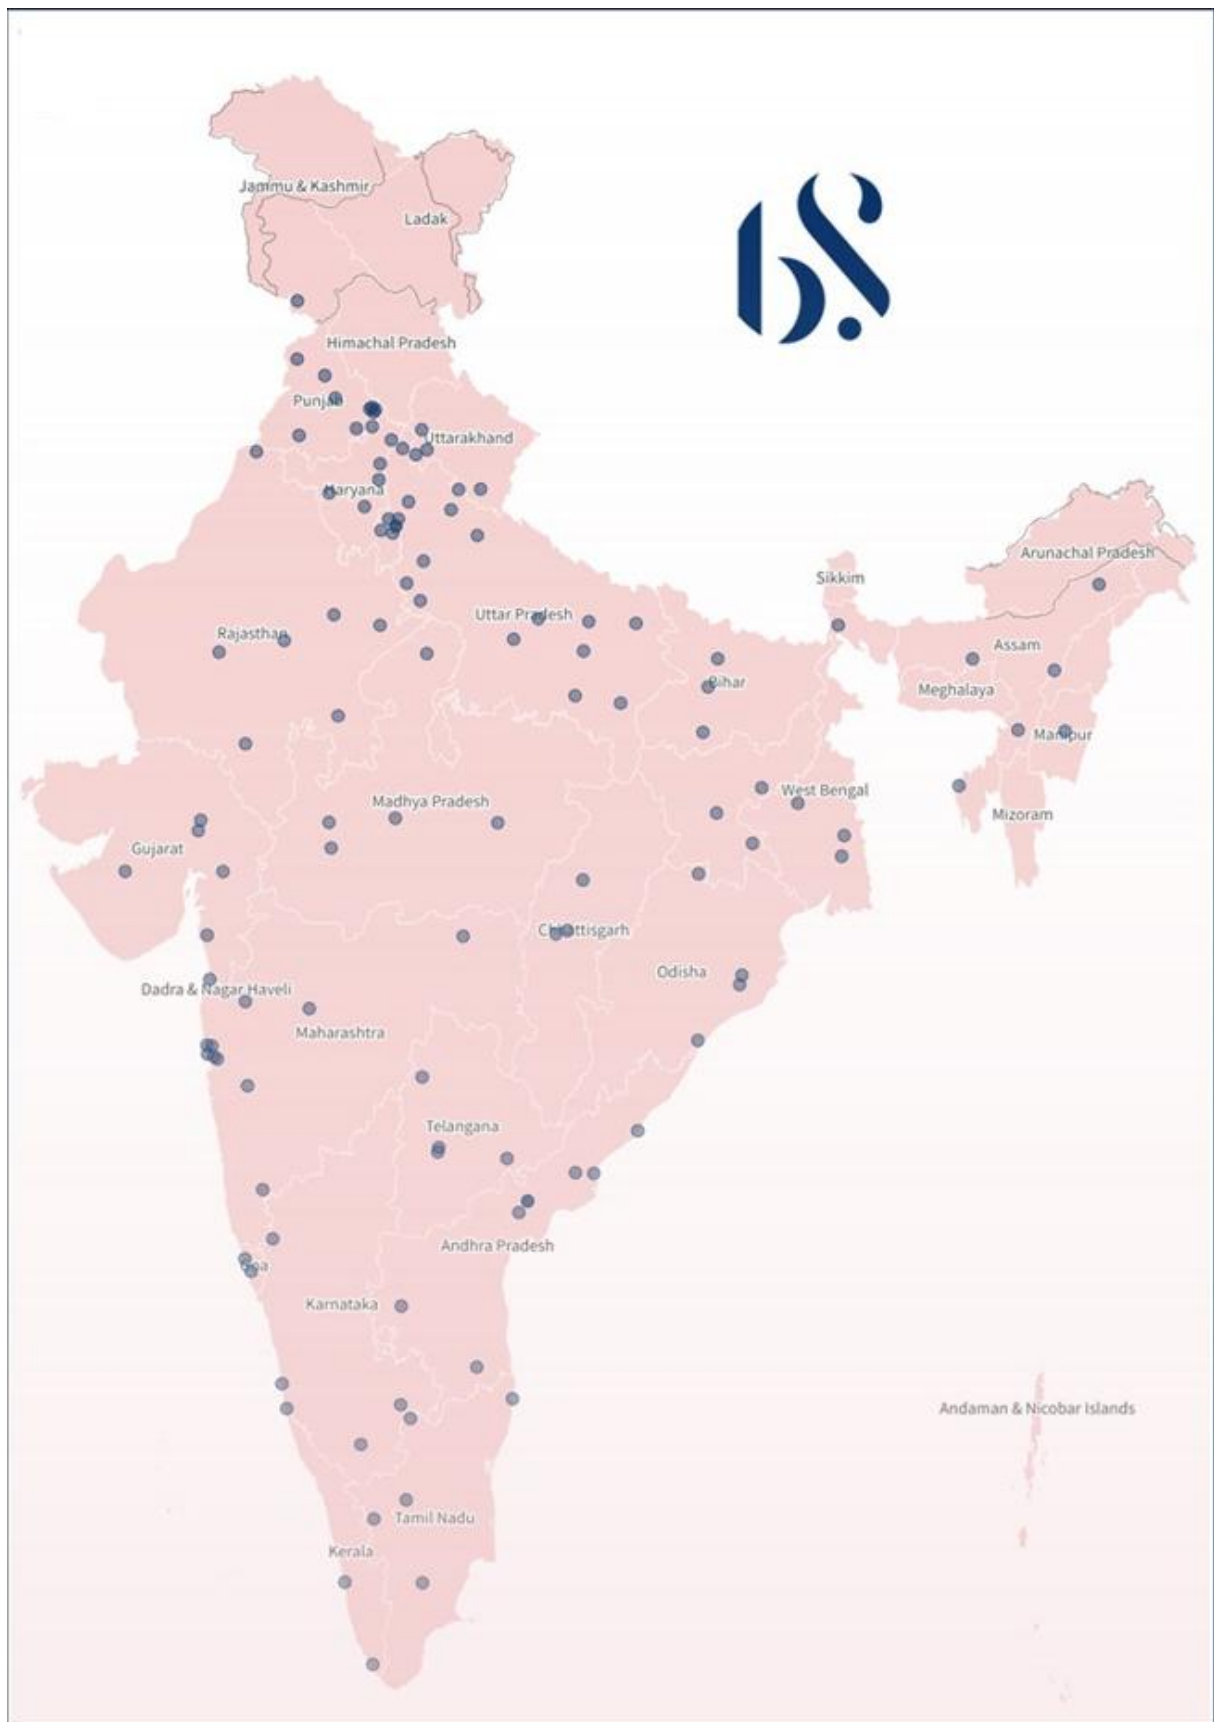 Jammu & Kashmir
Ladak
Himachal Pradesh
Punjab
Uttarakhand
Haryana
Arunachal Pradesh
Sikkim
Uttar Pradesh
Rajasthan
Assam
Bihar
Meghalaya
Manipur
West Bengal
Madhya Pradesh
Mizoram
Gujarat
Chhattisgarh
Odisha
Dadra & Nagar Haveli
Maharashtra
Telangana
Andhra Pradesh
Goa
Karnataka
Andaman & Nicobar Islands
Tamil Nadu
Kerala